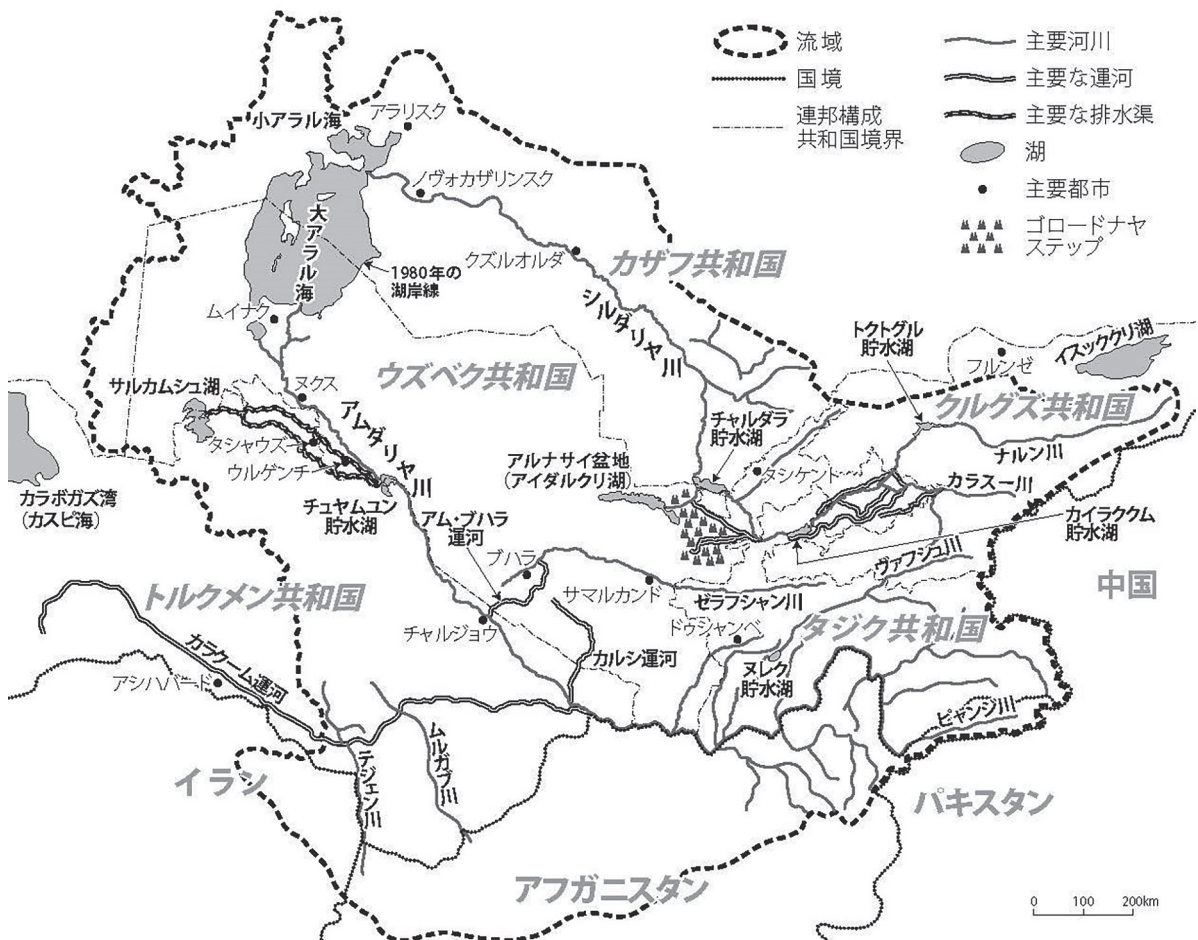 流域
国境
連邦構成
共和国境界
主要河川
主要な運河
主要な排水渠
湖
主要都市
ゴロードナヤ
ステップ
小アラル海
アラリスク
ノヴォカザリンスク
大アラル海
1980年の
湖岸線
クズルオルダ
カザフ共和国
シルダリヤ川
ムイナク
ウズベク共和国
トクトグル
貯水湖
フルンゼ
イスッククリ湖
サルカムシュ湖
ヌクス
クルグズ共和国
チャルダラ
貯水湖
アムダリヤ川
タシャウズ
ウルゲンチ
アルナサイ盆地
(アイダルクリ湖)
タシケント
ナルン川
カラスー川
カラボガズ湾
(カスピ海)
チュヤムユン
貯水湖
アム・ブハラ
運河
カイラククム
貯水湖
ブハラ
ヴァフシュ川
中国
トルクメン共和国
サマルカンド
ゼラフシャン川
チャルジョウ
ドゥシャンベ
タジク共和国
カラクーム運河
カルシ運河
ヌレク
貯水湖
アシハバード
ピャンジ川
ムルガブ川
テジェン川
イラン
パキスタン
アフガニスタン
0 100 200km